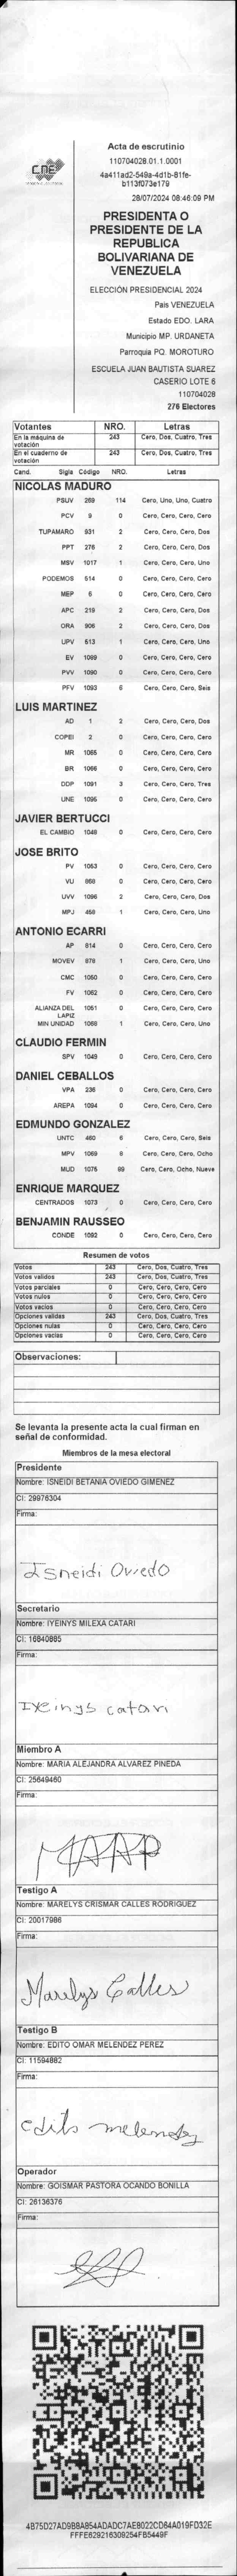 CNE
Acta de escrutinio
110704028.01.1.0001
4a411ad2-549a-4d1b-81fe-
b113f073e179
28/07/2024 08:46:09 PM
PRESIDENTA O
PRESIDENTE DE LA
REPUBLICA
BOLIVARIANA DE
VENEZUELA
ELECCIÓN PRESIDENCIAL 2024
Pais VENEZUELA
Estado EDO. LARA
Municipio MP. URDANETA
Parroquia PQ. MOROTURO
ESCUELA JUAN BAUTISTA SUAREZ
CASERIO LOTE 6
110704028
276 Electores
Votantes NRO. Letras
En la máquina de votación 243 Cero, Dos, Cuatro, Tres
En el cuaderno de votación 243 Cero, Dos, Cuatro, Tres
Cand. Sigla Código NRO. Letras
NICOLAS MADURO
PSUV 269 114 Cero, Uno, Uno, Cuatro
PCV 9 0 Cero, Cero, Cero, Cero
TUPAMARO 931 2 Cero, Cero, Cero, Dos
PPT 276 2 Cero, Cero, Cero, Dos
MSV 1017 1 Cero, Cero, Cero, Uno
PODEMOS 514 0 Cero, Cero, Cero, Cero
MEP 6 0 Cero, Cero, Cero, Cero
APC 219 2 Cero, Cero, Cero, Dos
ORA 906 2 Cero, Cero, Cero, Dos
UPV 613 1 Cero, Cero, Cero, Uno
EV 1089 0 Cero, Cero, Cero, Cero
PVV 1090 0 Cero, Cero, Cero, Cero
PFV 1093 6 Cero, Cero, Cero, Seis
LUIS MARTINEZ
AD 1 2 Cero, Cero, Cero, Dos
COPEI 2 0 Cero, Cero, Cero, Cero
MR 1065 0 Cero, Cero, Cero, Cero
BR 1066 0 Cero, Cero, Cero, Cero
DDP 1091 3 Cero, Cero, Cero, Tres
UNE 1095 0 Cero, Cero, Cero, Cero
JAVIER BERTUCCI
EL CAMBIO 1048 0 Cero, Cero, Cero, Cero
JOSE BRITO
PV 1053 0 Cero, Cero, Cero, Cero
VU 868 0 Cero, Cero, Cero, Cero
UVV 1096 2 Cero, Cero, Cero, Dos
MPJ 458 1 Cero, Cero, Cero, Uno
ANTONIO ECARRI
AP 814 0 Cero, Cero, Cero, Cero
MOVEV 878 1 Cero, Cero, Cero, Uno
CMC 1050 0 Cero, Cero, Cero, Cero
FV 1062 0 Cero, Cero, Cero, Cero
ALIANZA DEL LAPIZ 1051 0 Cero, Cero, Cero, Cero
MIN UNIDAD 1068 1 Cero, Cero, Cero, Uno
CLAUDIO FERMIN
SPV 1049 0 Cero, Cero, Cero, Cero
DANIEL CEBALLOS
VPA 236 0 Cero, Cero, Cero, Cero
AREPA 1094 0 Cero, Cero, Cero, Cero
EDMUNDO GONZALEZ
UNTC 460 6 Cero, Cero, Cero, Seis
MPV 1069 8 Cero, Cero, Cero, Ocho
MUD 1075 89 Cero, Cero, Ocho, Nueve
ENRIQUE MARQUEZ
CENTRADOS 1073 0 Cero, Cero, Cero, Cero
BENJAMIN RAUSSEO
CONDE 1092 0 Cero, Cero, Cero, Cero
Resumen de votos
Votos 243 Cero, Dos, Cuatro, Tres
Votos validos 243 Cero, Dos, Cuatro, Tres
Votos parciales 0 Cero, Cero, Cero, Cero
Votos nulos 0 Cero, Cero, Cero, Cero
Votos vacios 0 Cero, Cero, Cero, Cero
Opciones validas 243 Cero, Dos, Cuatro, Tres
Opciones nulas 0 Cero, Cero, Cero, Cero
Opciones vacias 0 Cero, Cero, Cero, Cero
Observaciones:
Se levanta la presente acta la cual firman en
señal de conformidad.
Miembros de la mesa electoral
Presidente
Nombre: ISNEIDI BETANIA OVIEDO GIMENEZ
CI: 29976304
Firma:
Isneidi Oviedo
Secretario
Nombre: IYEINYS MILEXA CATARI
CI: 16840885
Firma:
Iyeinys catari
Miembro A
Nombre: MARIA ALEJANDRA ALVAREZ PINEDA
CI: 25649460
Firma:
MAAP
Testigo A
Nombre: MARELYS CRISMAR CALLES RODRIGUEZ
CI: 20017986
Firma:
Marelys Calles
Testigo B
Nombre: EDITO OMAR MELENDEZ PEREZ
CI: 11594882
Firma:
Edito melendez
Operador
Nombre: GOISMAR PASTORA OCANDO BONILLA
CI: 26136376
Firma:
4B75D27AD9B8A854ADADC7AE8022CD64A019FD32E
FFFE629216309254FB5449F